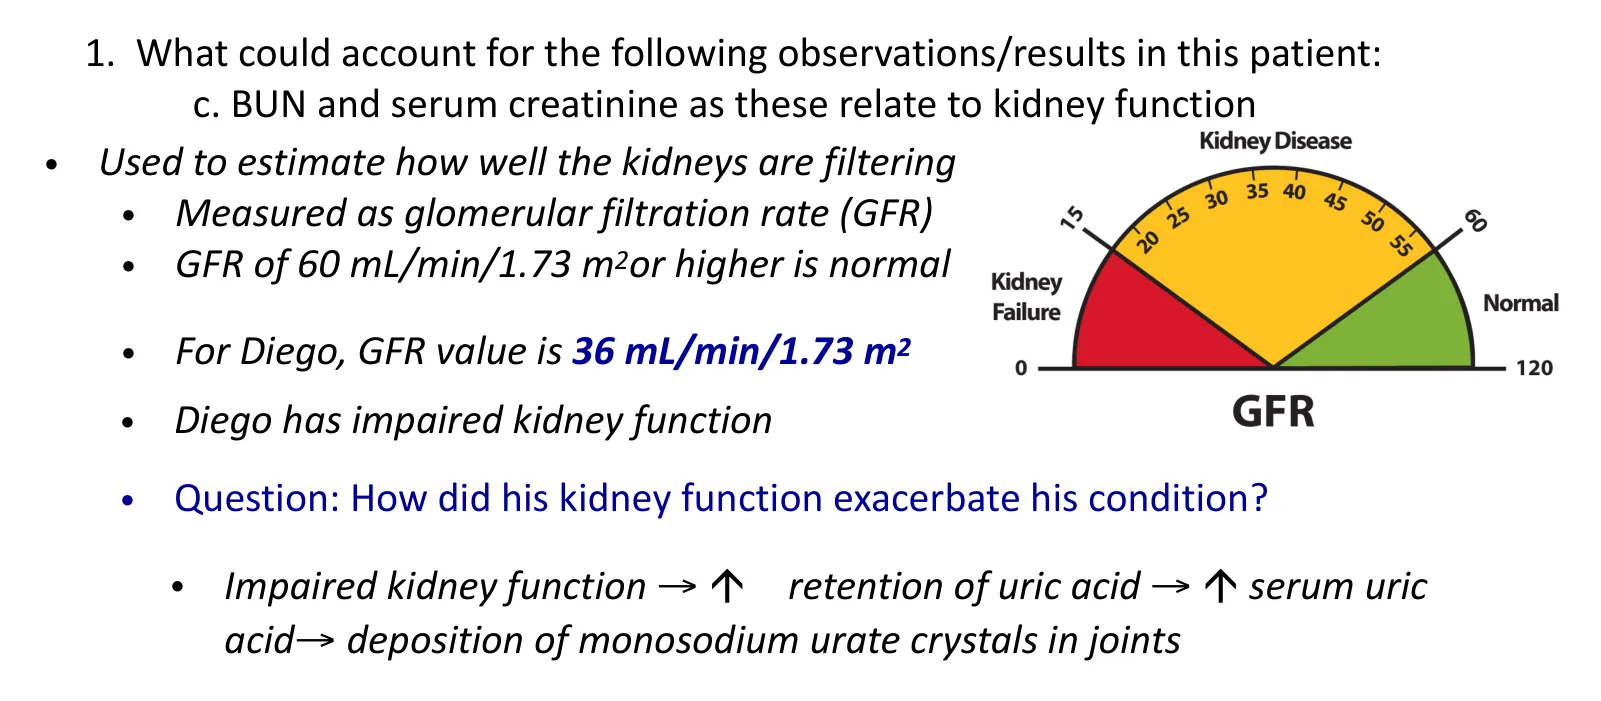 1. What could account for the following observations/results in this patient:
c. BUN and serum creatinine as these relate to kidney function
• Used to estimate how well the kidneys are filtering
• Measured as glomerular filtration rate (GFR)
• GFR of 60 mL/min/1.73 m2or higher is normal
• For Diego, GFR value is 36 mL/min/1.73 m2
• Diego has impaired kidney function
Kidney Disease
15 20 25 30 35 40 45 50 55 60
Kidney
Failure
Normal
0
120
GFR
• Question: How did his kidney function exacerbate his condition?
• Impaired kidney function → ↑ retention of uric acid → ↑ serum uric
acid→ deposition of monosodium urate crystals in joints